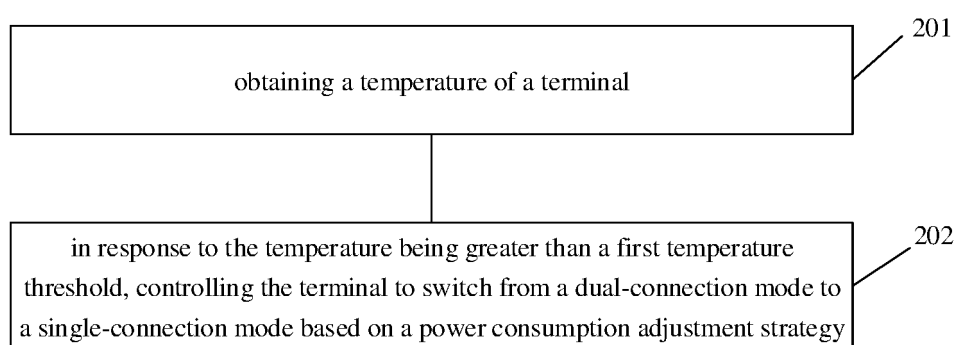 201
obtaining a temperature of a terminal
202
in response to the temperature being greater than a first temperature
threshold, controlling the terminal to switch from a dual-connection mode to
a single-connection mode based on a power consumption adjustment strategy